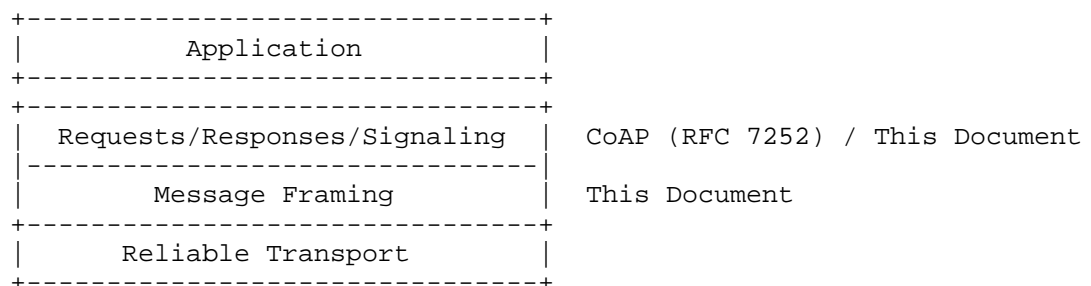 Application
Requests/Responses/Signaling CoAP (RFC 7252) / This Document
Message Framing This Document
Reliable Transport